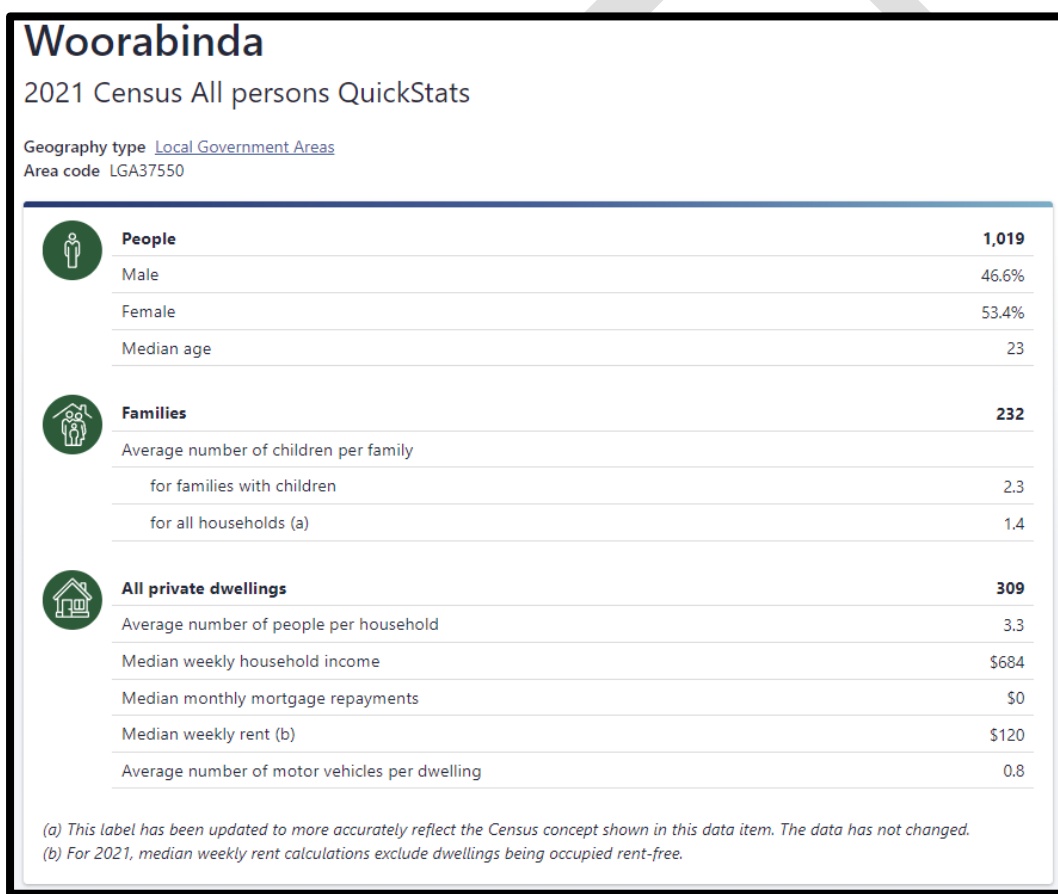 Woorabinda
2021 Census All persons QuickStats
Geography type Local Government Areas
Area code LGA37550
People 1,019
Male 46.6%
Female 53.4%
Median age 23
Families 232
Average number of children per family
for families with children 2.3
for all households (a) 1.4
All private dwellings 309
Average number of people per household 3.3
Median weekly household income $684
Median monthly mortgage repayments $0
Median weekly rent (b) $120
Average number of motor vehicles per dwelling 0.8
(a) This label has been updated to more accurately reflect the Census concept shown in this data item. The data has not changed.
(b) For 2021, median weekly rent calculations exclude dwellings being occupied rent-free.